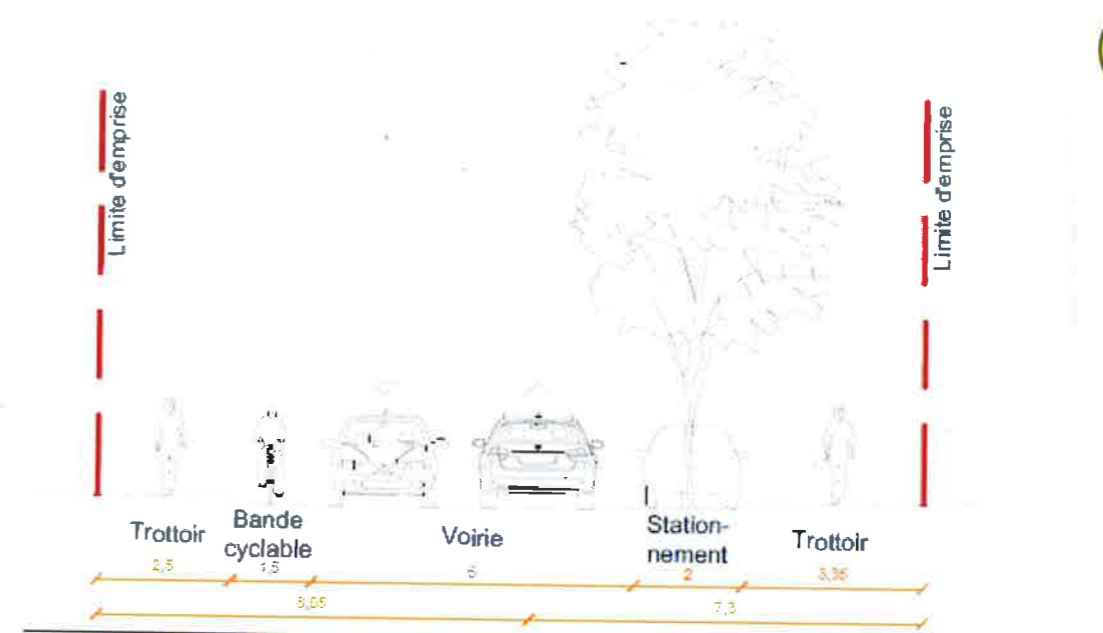 Limite d'emprise
Limite d'emprise
Trottoir
Bande
cyclable
Voirie
Station-
nement
Trottoir
2,5
1,5
6
2
3,35
8,05
7,3